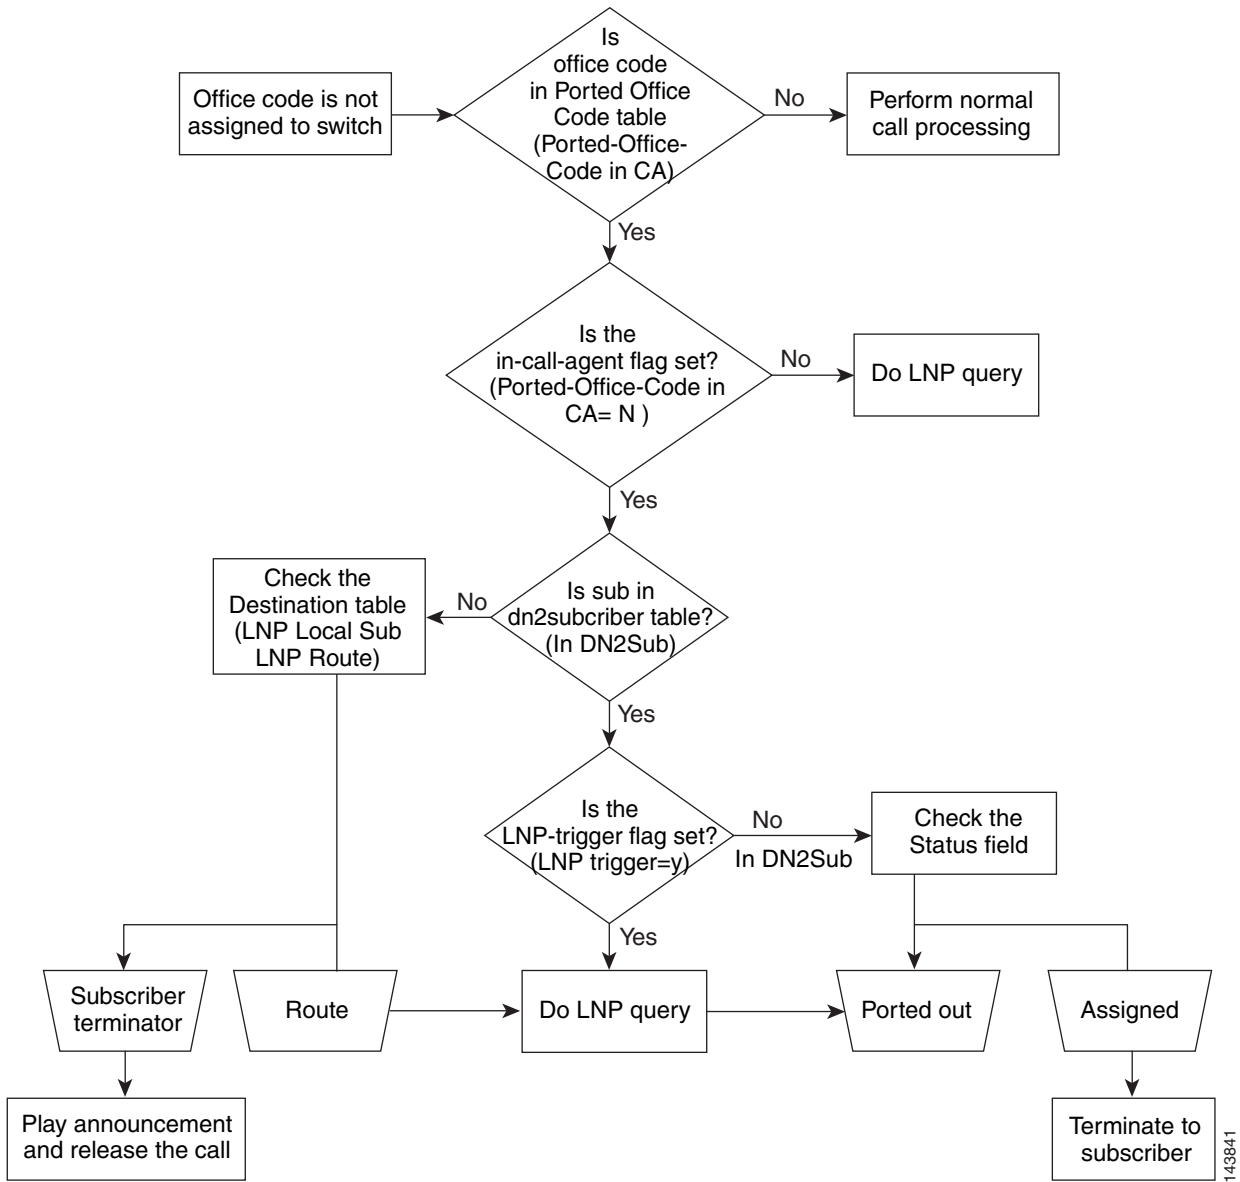 Office code is not
assigned to switch
Is
office code
in Ported Office
Code table
(Ported-Office-
Code in CA)
No
Perform normal
call processing
Yes
Is the
in-call-agent flag set?
(Ported-Office-Code in
CA= N )
No
Do LNP query
Yes
Check the
Destination table
(LNP Local Sub
LNP Route)
No
Is sub in
dn2subcriber table?
(In DN2Sub)
Yes
Is the
LNP-trigger flag set?
(LNP trigger=y)
No
In DN2Sub
Check the
Status field
Yes
Subscriber
terminator
Route
Do LNP query
Ported out
Assigned
Play announcement
and release the call
Terminate to
subscriber
143841